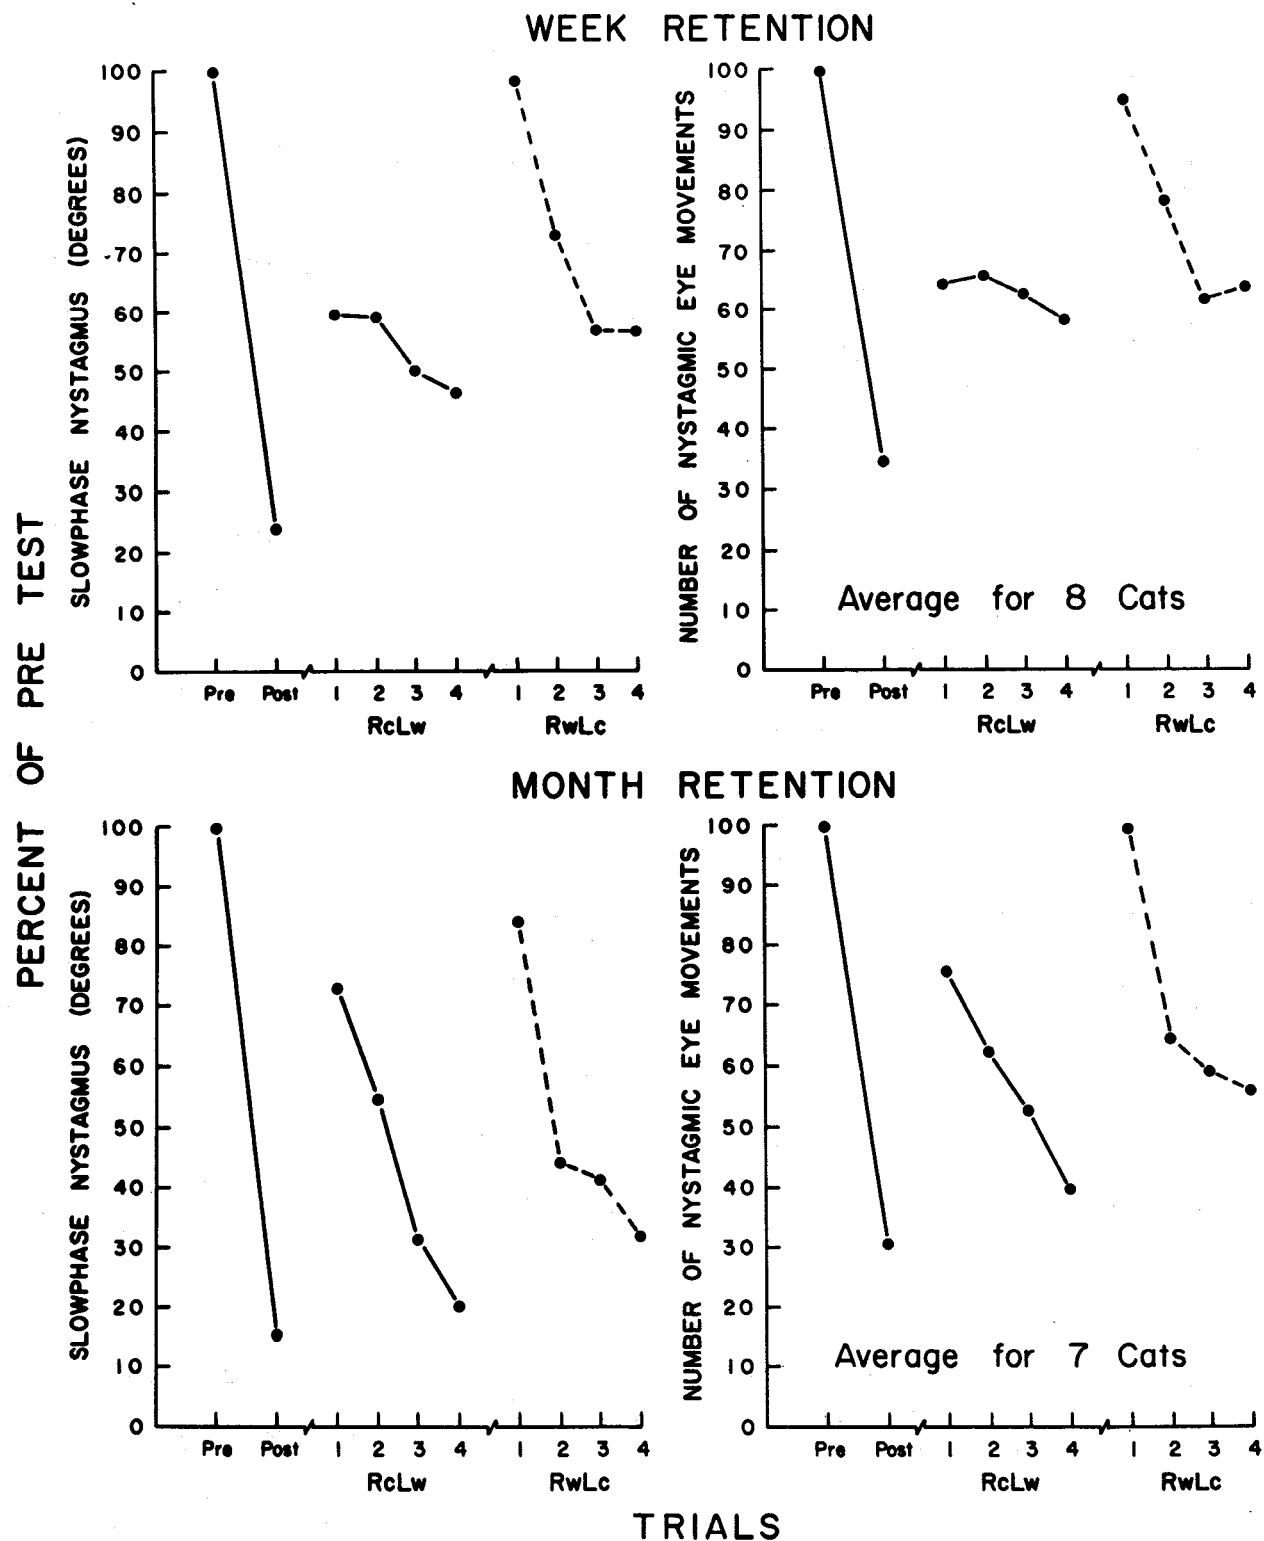 WEEK RETENTION
PERCENT OF PRE TEST
SLOWPHASE NYSTAGMUS (DEGREES)
100
90
80
70
60
50
40
30
20
10
0
Pre Post 1 2 3 4 1 2 3 4
RcLw RwLc
NUMBER OF NYSTAGMIC EYE MOVEMENTS
100
90
80
70
60
50
40
30
20
10
0
Average for 8 Cats
Pre Post 1 2 3 4 1 2 3 4
RcLw RwLc
MONTH RETENTION
SLOWPHASE NYSTAGMUS (DEGREES)
100
90
80
70
60
50
40
30
20
10
0
Pre Post 1 2 3 4 1 2 3 4
RcLw RwLc
NUMBER OF NYSTAGMIC EYE MOVEMENTS
100
90
80
70
60
50
40
30
20
10
0
Average for 7 Cats
Pre Post 1 2 3 4 1 2 3 4
RcLw RwLc
TRIALS